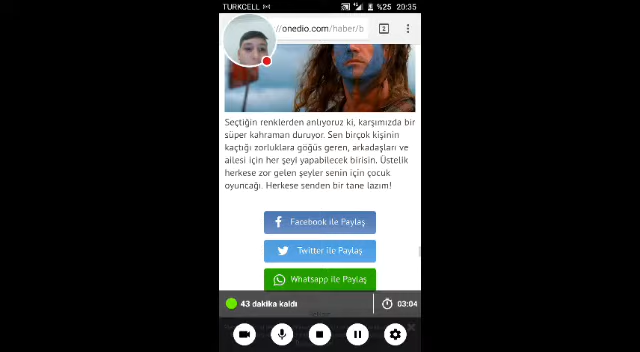 TURKCELL
%25 20:35
://onedio.com/haber/b
2
Seçtiğin renklerden anlıyoruz ki, karşımızda bir
süper kahraman duruyor. Sen birçok kişinin
kaçtığı zorluklara göğüs geren, arkadaşları ve
ailesi için her şeyi yapabilecek birisin. Üstelik
herkese zor gelen şeyler senin için çocuk
oyuncağı. Herkese senden bir tane lazım!
Facebook ile Paylaş
Twitter ile Paylaş
Whatsapp ile Paylaş
43 dakika kaldı
03:04